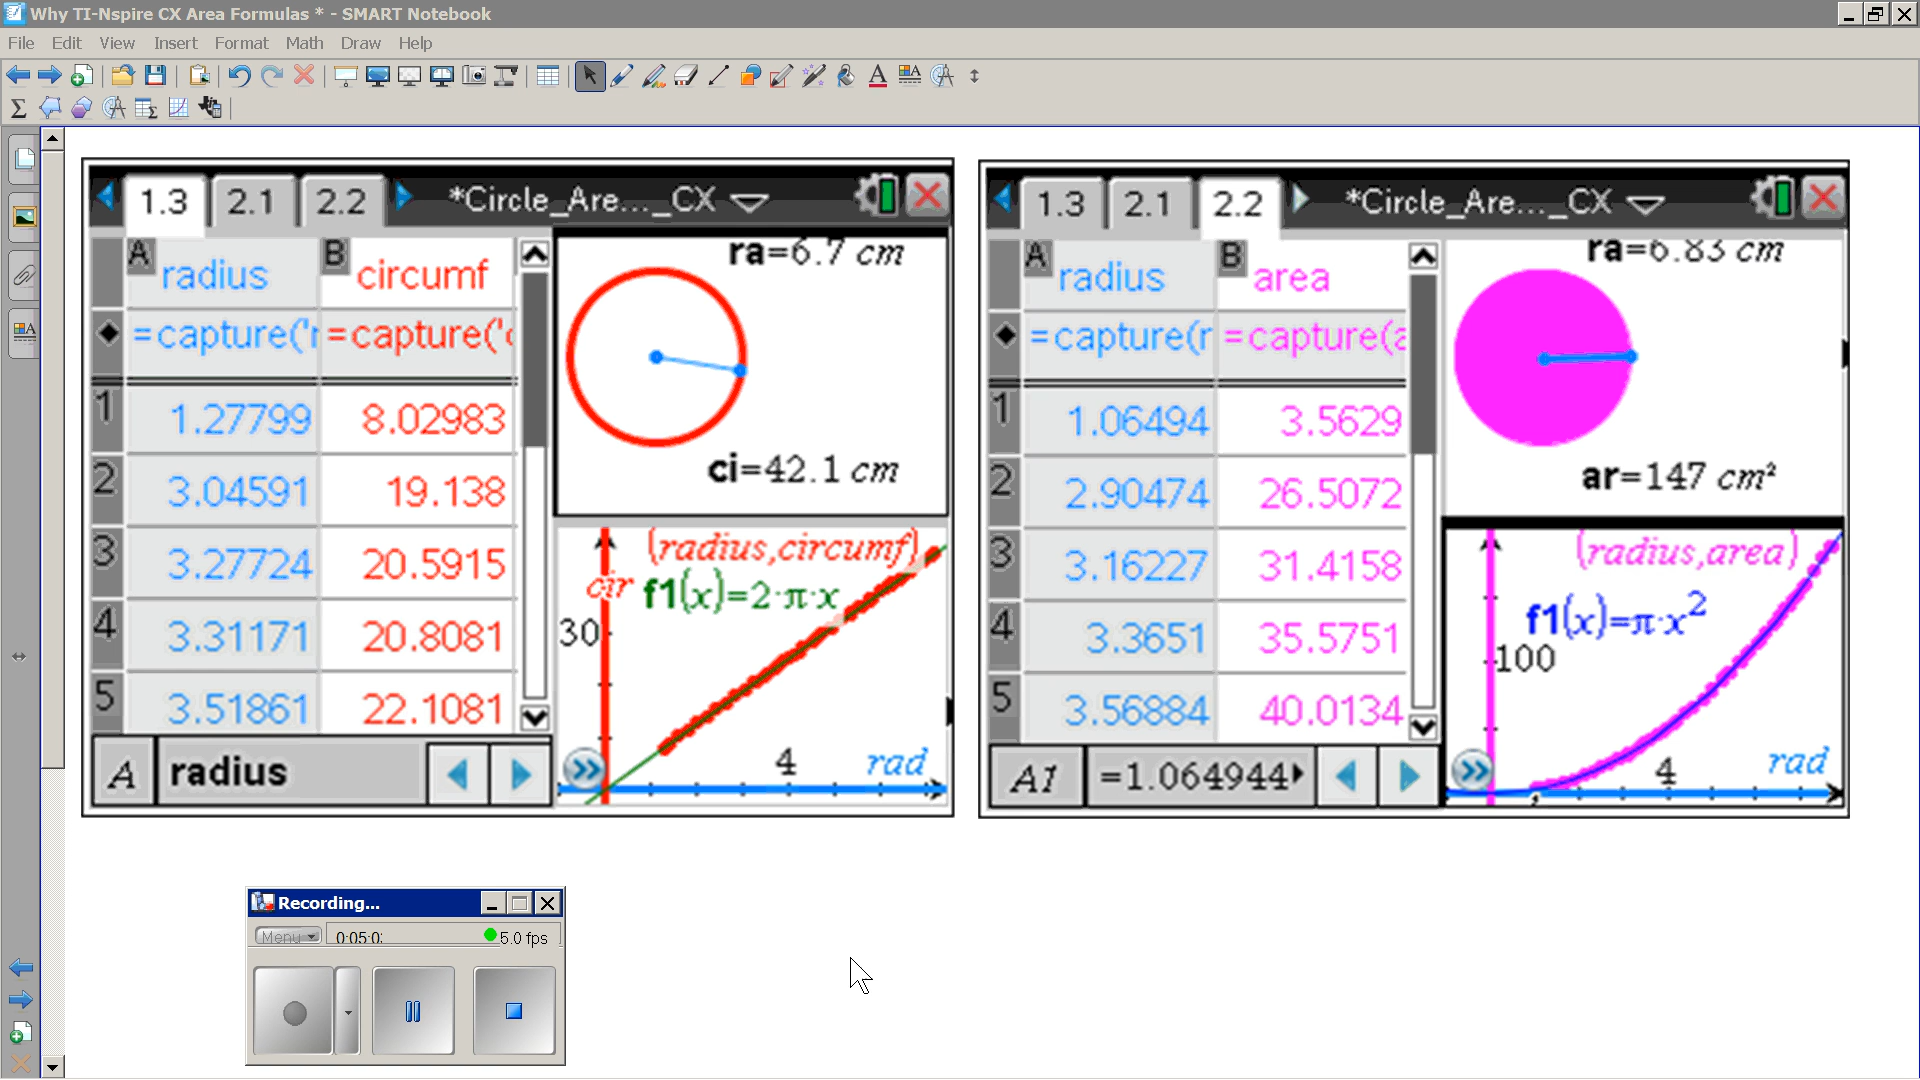 Why TI-Nspire CX Area Formulas * - SMART Notebook
File Edit View Insert Format Math Draw Help
1.3 2.1 2.2 *Circle_Are..._CX
A radius B circumf
=capture('r =capture('c
1 1.27799 8.02983
2 3.04591 19.138
3 3.27724 20.5915
4 3.31171 20.8081
5 3.51861 22.1081
A radius
ra=6.7 cm
ci=42.1 cm
(radius,circumf)
cir f1(x)=2·π·x
30
4 rad
1.3 2.1 2.2 *Circle_Are..._CX
A radius B area
=capture(r =capture(a
1 1.06494 3.5629
2 2.90474 26.5072
3 3.16227 31.4158
4 3.3651 35.5751
5 3.56884 40.0134
A1 =1.064944
ra=6.83 cm
ar=147 cm²
(radius,area)
f1(x)=π·x²
100
4 rad
Recording...
Menu 0:05:0 5.0 fps